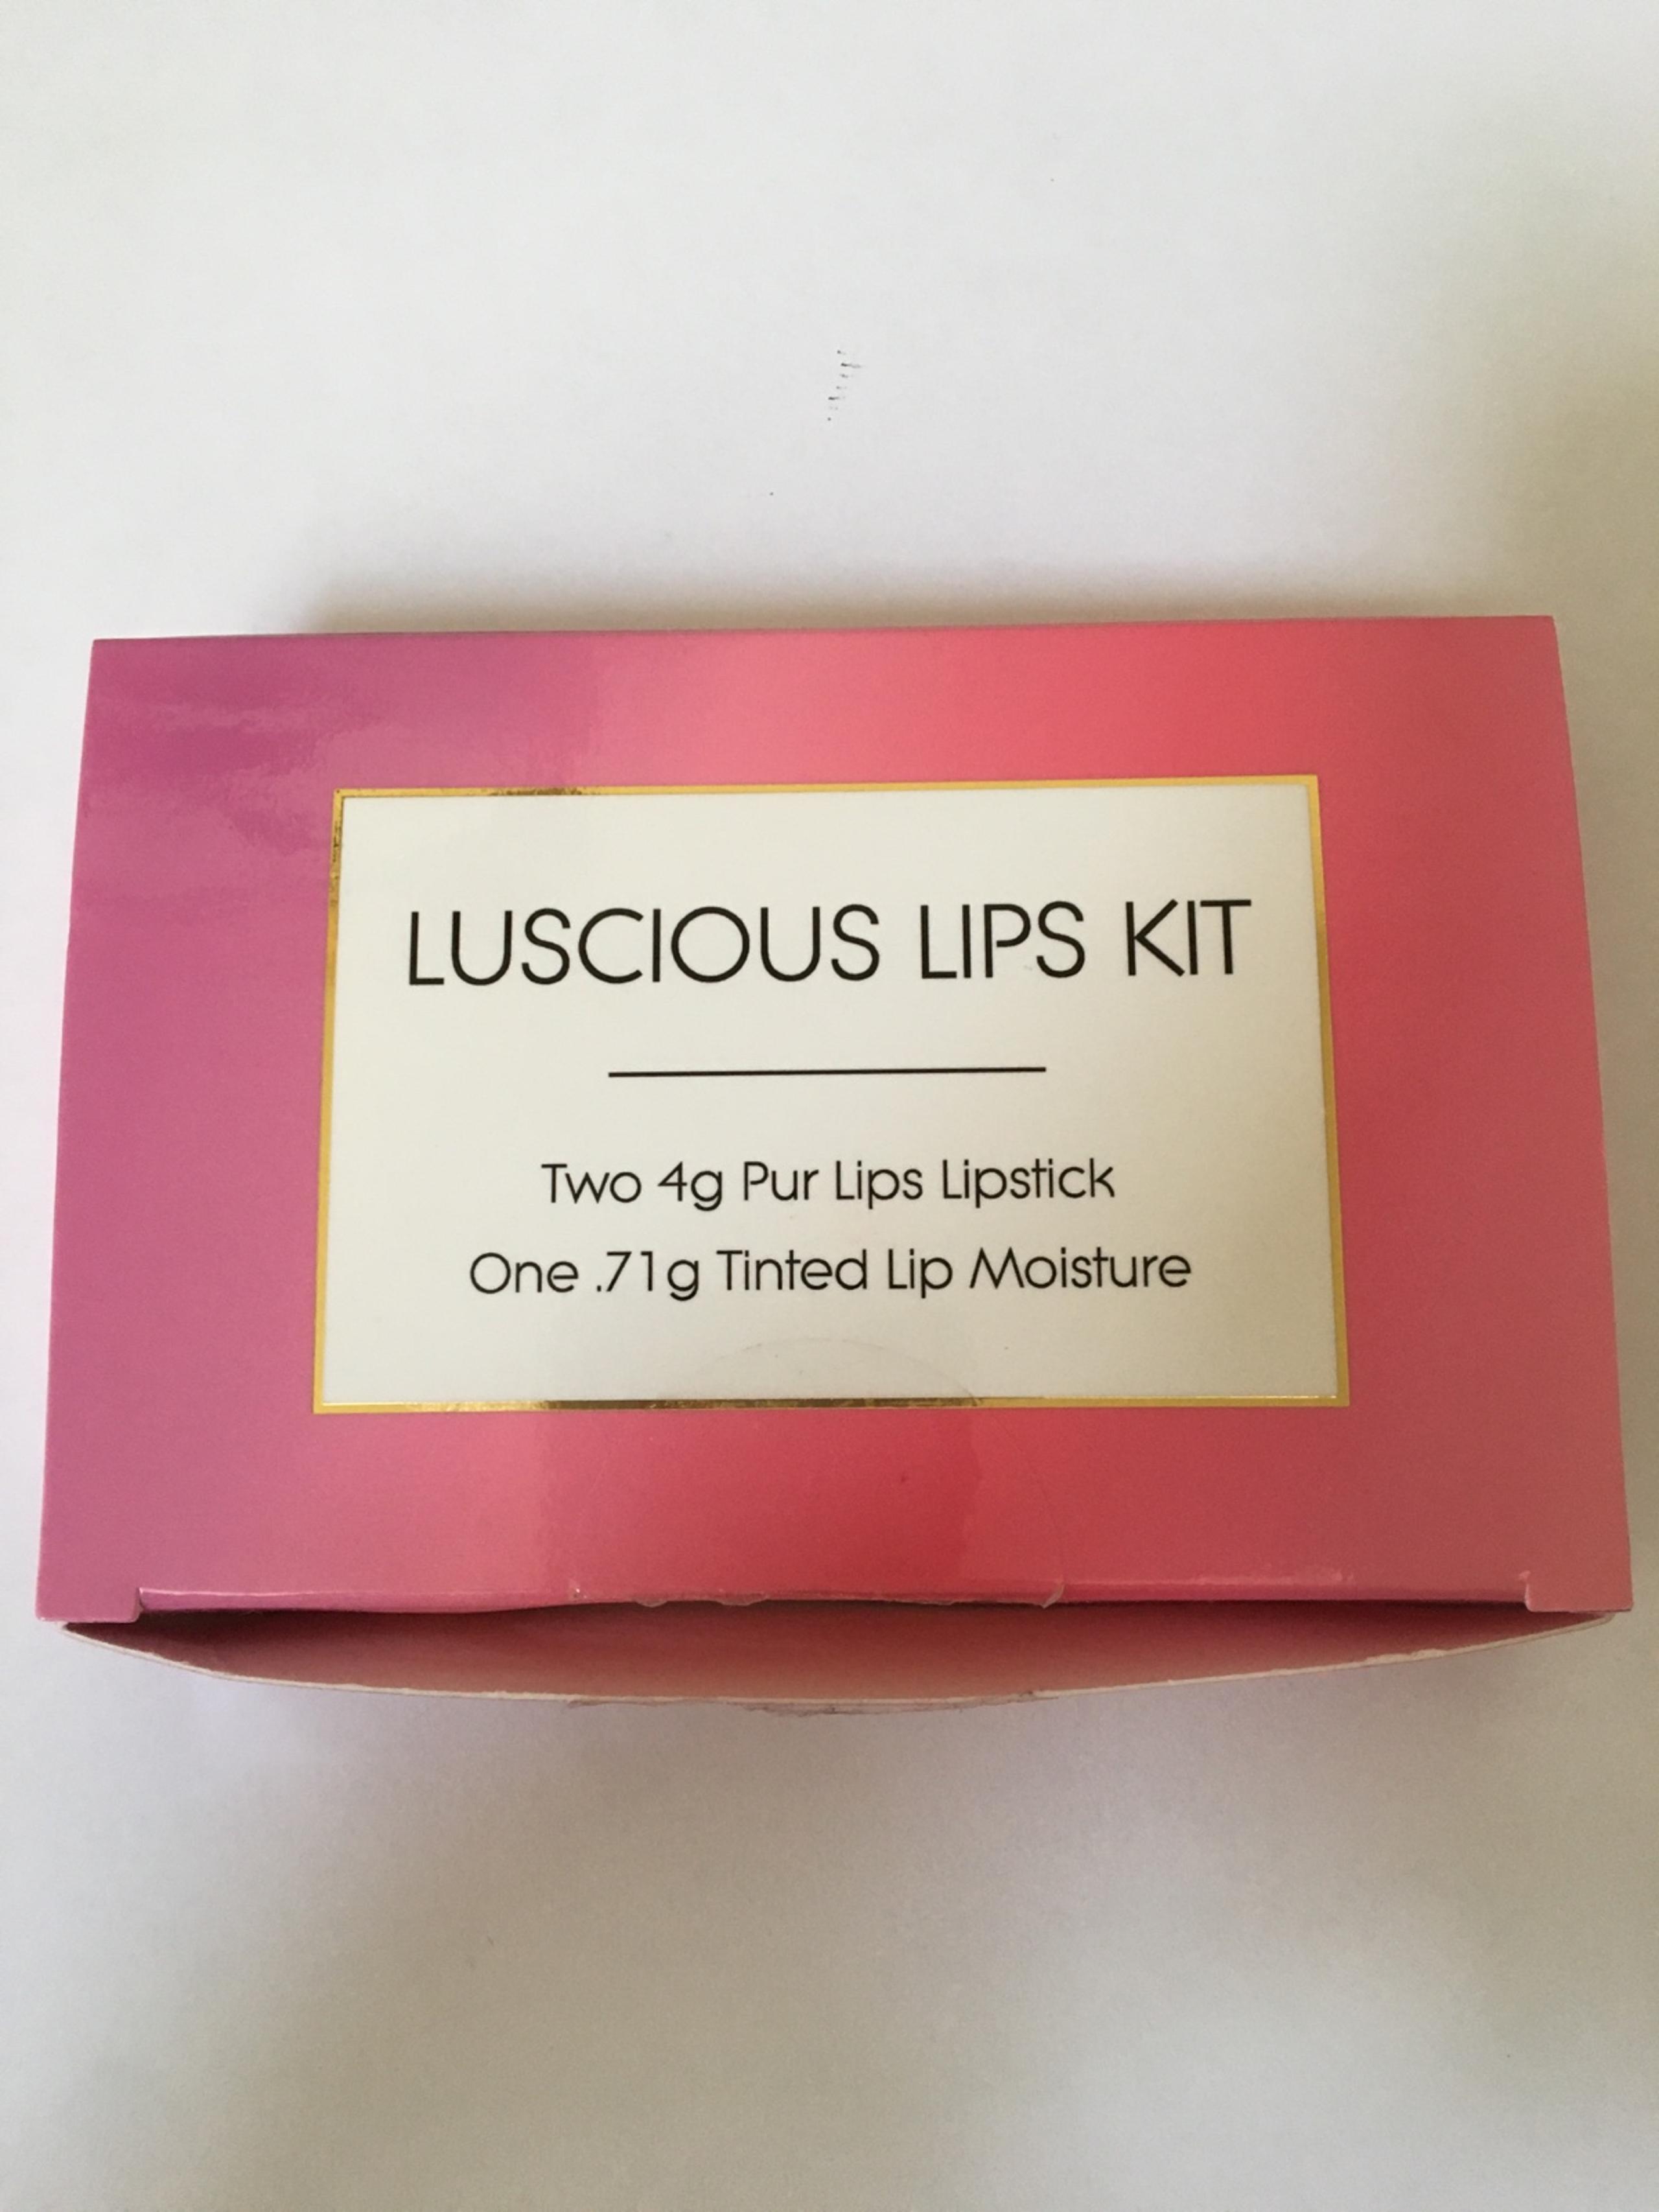 LUSCIOUS LIPS KIT
Two 4g Pur Lips Lipstick
One .71g Tinted Lip Moisture